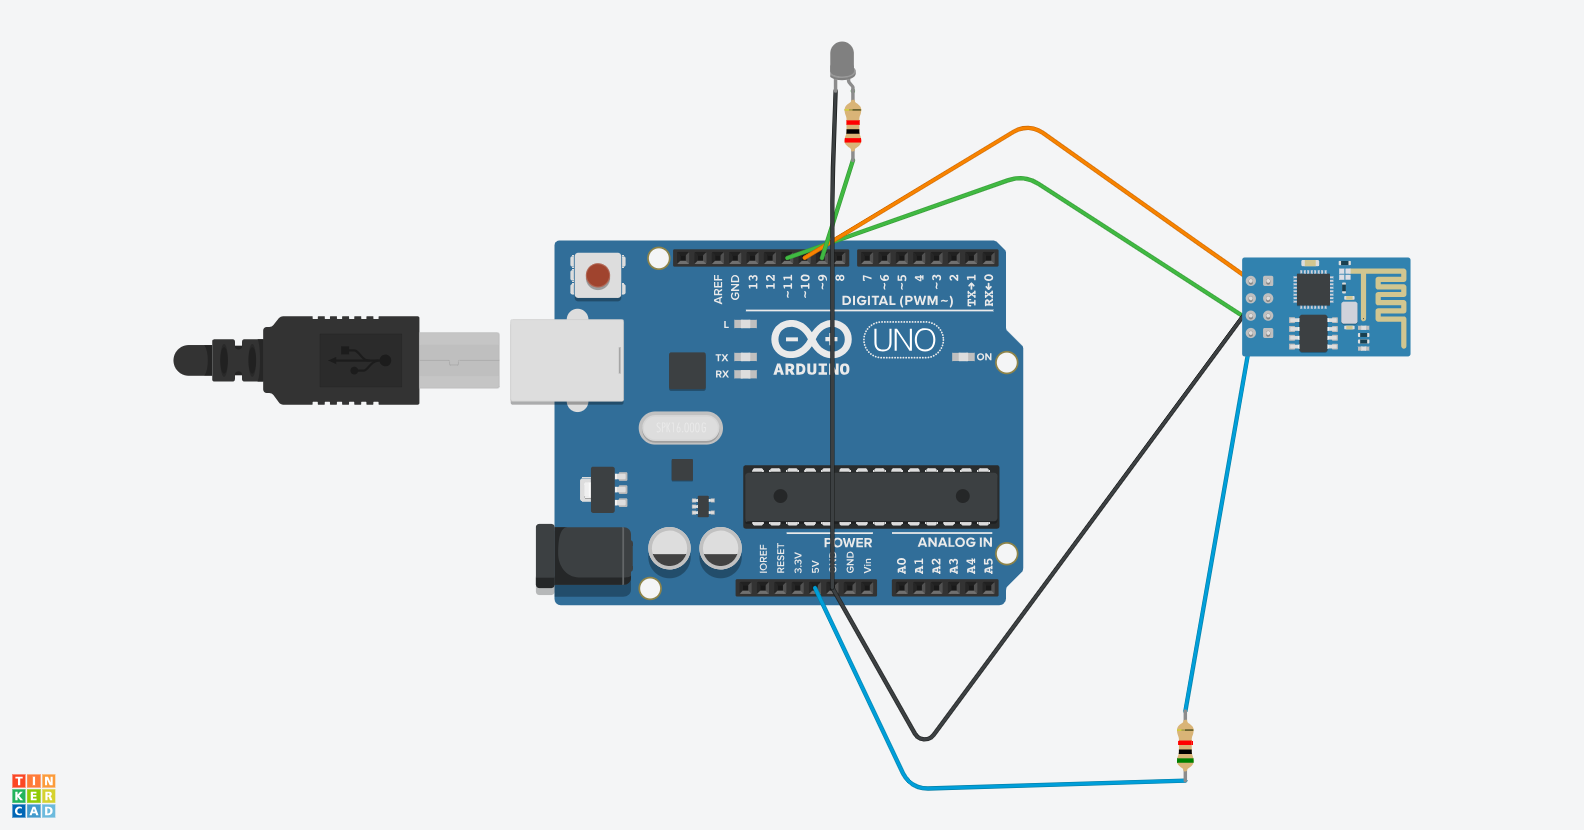 AREF
GND
13
12
~11
~10
~9
8
7
~6
~5
4
~3
2
TX→1
RX←0
DIGITAL (PWM~)
L
TX
RX
ON
UNO
ARDUINO
POWER
ANALOG IN
IOREF
RESET
3.3V
5V
GND
Vin
A0
A1
A2
A3
A4
A5
TIN
KER
CAD